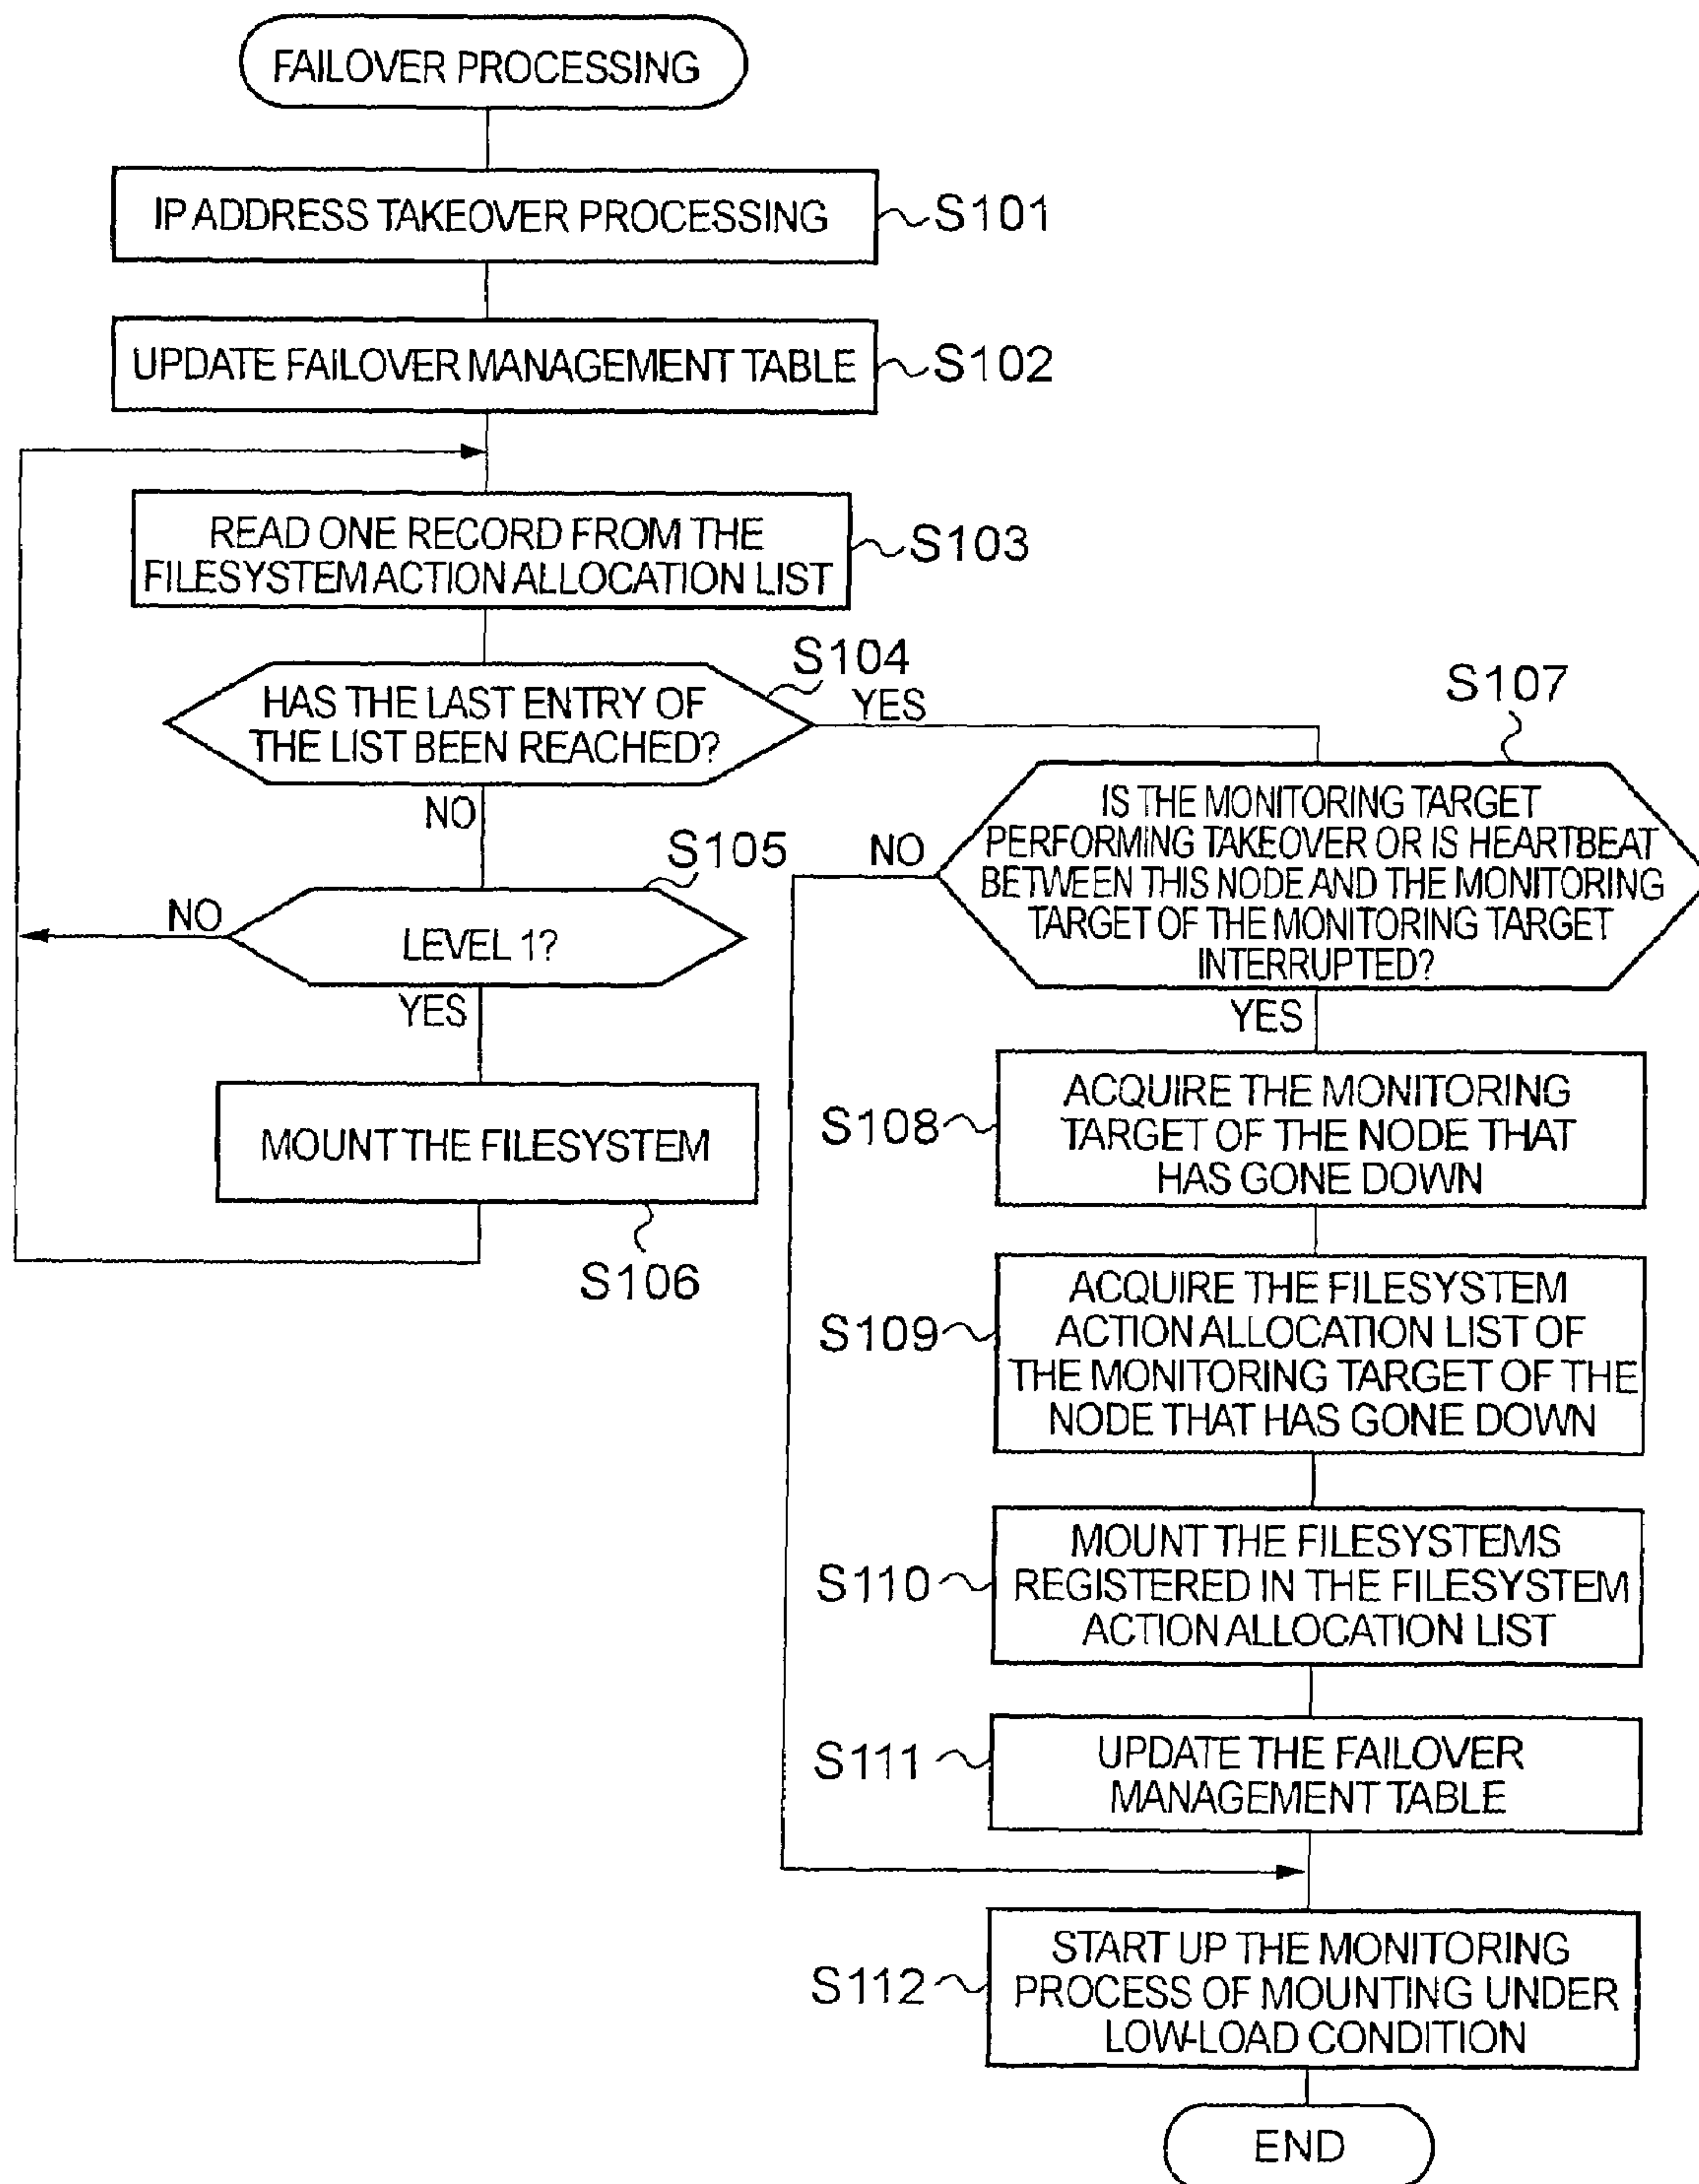 FAILOVER PROCESSING
IP ADDRESS TAKEOVER PROCESSING
S101
UPDATE FAILOVER MANAGEMENT TABLE
S102
READ ONE RECORD FROM THE
FILESYSTEM ACTION ALLOCATION LIST
S103
HAS THE LAST ENTRY OF
THE LIST BEEN REACHED?
S104
YES
NO
LEVEL 1?
S105
NO
YES
MOUNT THE FILESYSTEM
S106
S107
IS THE MONITORING TARGET
PERFORMING TAKEOVER OR IS HEARTBEAT
BETWEEN THIS NODE AND THE MONITORING
TARGET OF THE MONITORING TARGET
INTERRUPTED?
NO
YES
S108
ACQUIRE THE MONITORING
TARGET OF THE NODE THAT
HAS GONE DOWN
S109
ACQUIRE THE FILESYSTEM
ACTION ALLOCATION LIST OF
THE MONITORING TARGET OF THE
NODE THAT HAS GONE DOWN
S110
MOUNT THE FILESYSTEMS
REGISTERED IN THE FILESYSTEM
ACTION ALLOCATION LIST
S111
UPDATE THE FAILOVER
MANAGEMENT TABLE
S112
START UP THE MONITORING
PROCESS OF MOUNTING UNDER
LOW-LOAD CONDITION
END